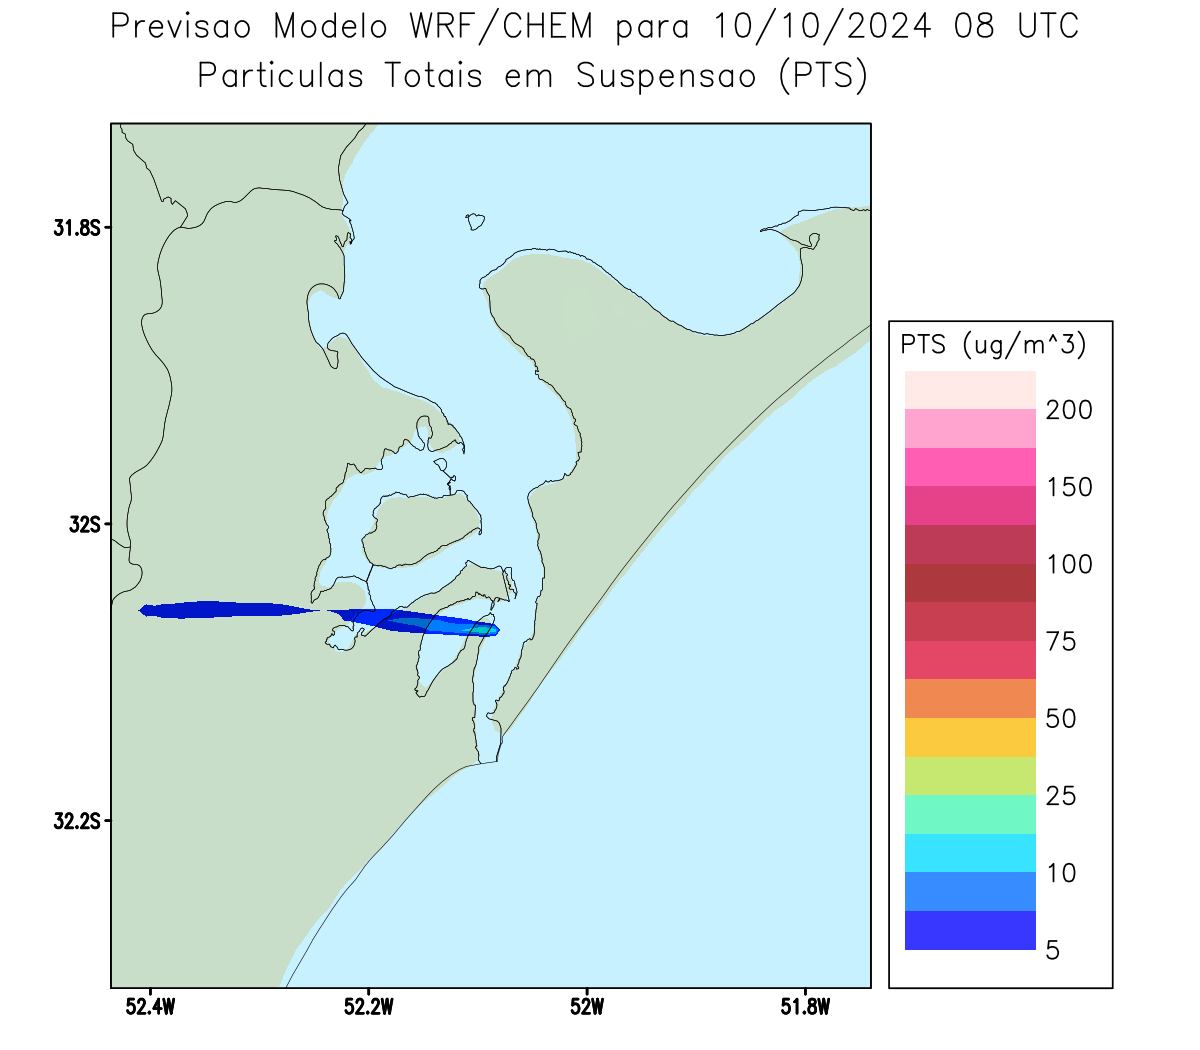 Previsao Modelo WRF/CHEM para 10/10/2024 08 UTC
Particulas Totais em Suspensao (PTS)
31.8S
32S
32.2S
52.4W
52.2W
52W
51.8W
PTS (ug/m^3)
200
150
100
75
50
25
10
5